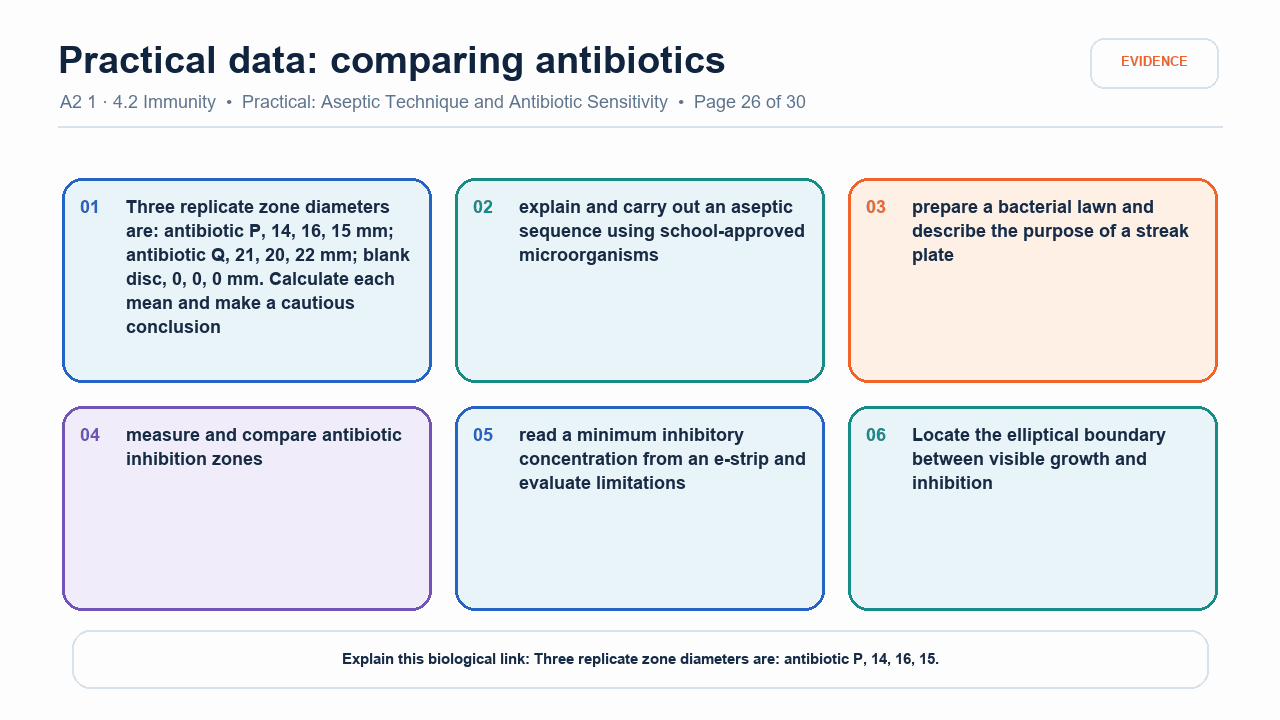 Practical data: comparing antibiotics
EVIDENCE
A2 1 · 4.2 Immunity • Practical: Aseptic Technique and Antibiotic Sensitivity • Page 26 of 30
01
Three replicate zone diameters
are: antibiotic P, 14, 16, 15 mm;
antibiotic Q, 21, 20, 22 mm; blank
disc, 0, 0, 0 mm. Calculate each
mean and make a cautious
conclusion
02
explain and carry out an aseptic
sequence using school-approved
microorganisms
03
prepare a bacterial lawn and
describe the purpose of a streak
plate
04
measure and compare antibiotic
inhibition zones
05
read a minimum inhibitory
concentration from an e-strip and
evaluate limitations
06
Locate the elliptical boundary
between visible growth and
inhibition
Explain this biological link: Three replicate zone diameters are: antibiotic P, 14, 16, 15.